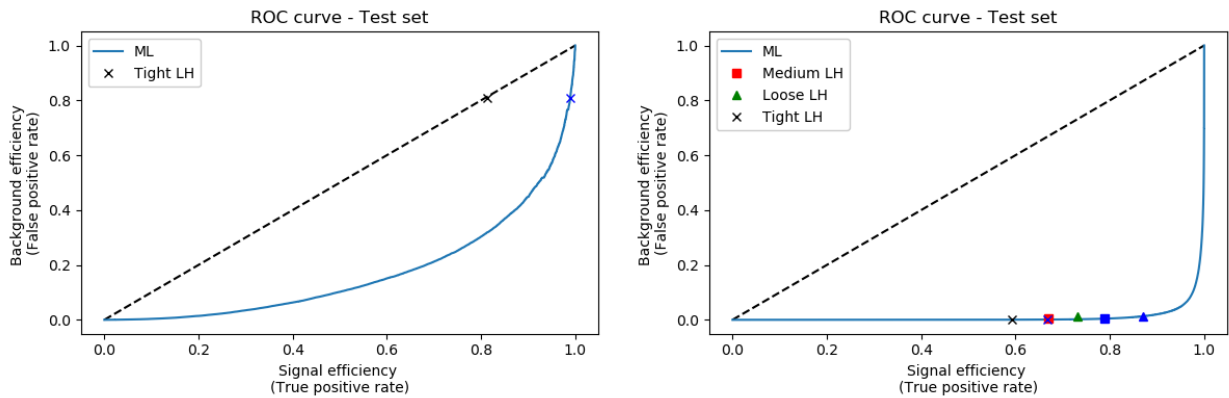 ROC curve - Test set
1.0
0.8
0.6
0.4
0.2
0.0
Background efficiency
(False positive rate)
ML
Tight LH
0.0 0.2 0.4 0.6 0.8 1.0
Signal efficiency
(True positive rate)
ROC curve - Test set
1.0
0.8
0.6
0.4
0.2
0.0
Background efficiency
(False positive rate)
ML
Medium LH
Loose LH
Tight LH
0.0 0.2 0.4 0.6 0.8 1.0
Signal efficiency
(True positive rate)